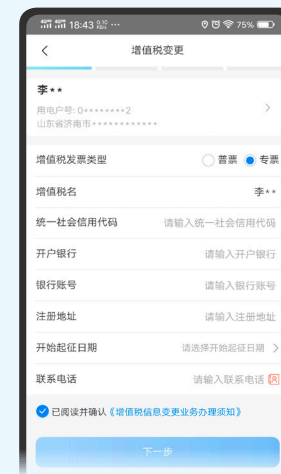 18:43 ···
75%
增值税变更
李**
用电户号: 0********2
山东省济南市************
增值税发票类型 普票 专票
增值税名 李**
统一社会信用代码 请输入统一社会信用代码
开户银行 请输入开户银行
银行账号 请输入银行账号
注册地址 请输入注册地址
开始起征日期 请选择开始起征日期
联系电话 请输入联系电话
已阅读并确认《增值税信息变更业务办理须知》
下一步